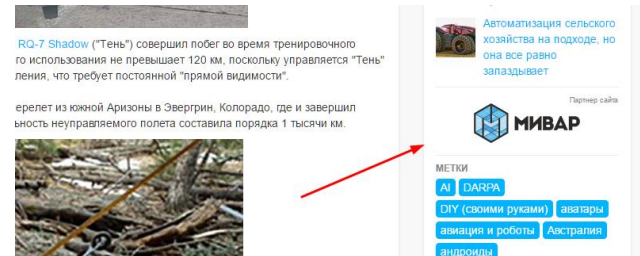 RQ-7 Shadow ("Тень") совершил побег во время тренировочного
го использования не превышает 120 км, поскольку управляется "Тень"
ления, что требует постоянной "прямой видимости".
ерелет из южной Аризоны в Эвергрин, Колорадо, где и завершил
ьность неуправляемого полета составила порядка 1 тысячи км.
Автоматизация сельского
хозяйства на подходе, но
она все равно
запаздывает
Партнер сайта
МИВАР
МЕТКИ
AI DARPA
DIY (своими руками) аватары
авиация и роботы Австралия
андроиды